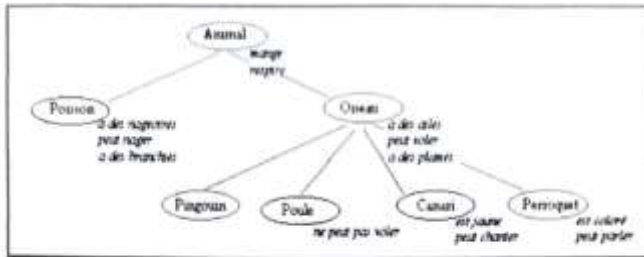 Animal
mange
respire
Poisson
a des nageoires
peut nager
a des branchies
Oiseau
a des ailes
peut voler
a des plumes
Pingouin
Poule
ne peut pas voler
Canari
est jaune
peut chanter
Perroquet
est coloré
peut parler